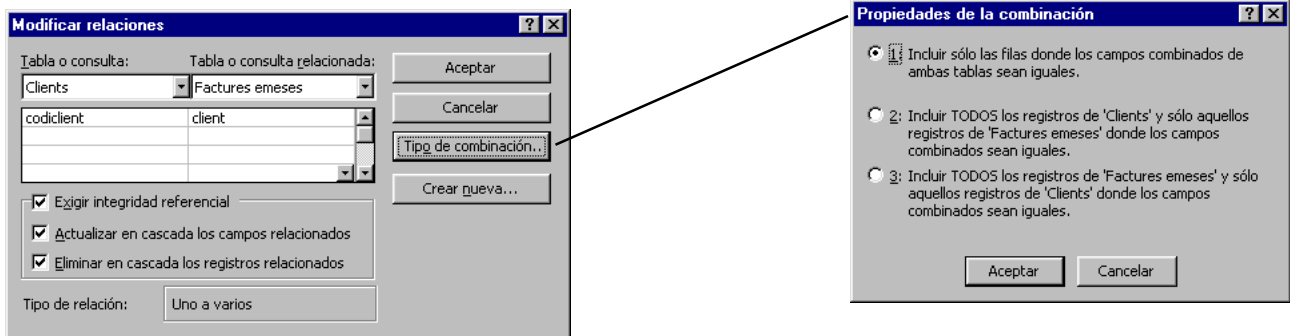 Modificar relaciones
Tabla o consulta: Tabla o consulta relacionada:
Clients Factures emeses
codiclient client
Aceptar
Cancelar
Tipo de combinación..
Crear nueva...
Exigir integridad referencial
Actualizar en cascada los campos relacionados
Eliminar en cascada los registros relacionados
Tipo de relación: Uno a varios
Propiedades de la combinación
1: Incluir sólo las filas donde los campos combinados de
ambas tablas sean iguales.
2: Incluir TODOS los registros de 'Clients' y sólo aquellos
registros de 'Factures emeses' donde los campos
combinados sean iguales.
3: Incluir TODOS los registros de 'Factures emeses' y sólo
aquellos registros de 'Clients' donde los campos
combinados sean iguales.
Aceptar Cancelar